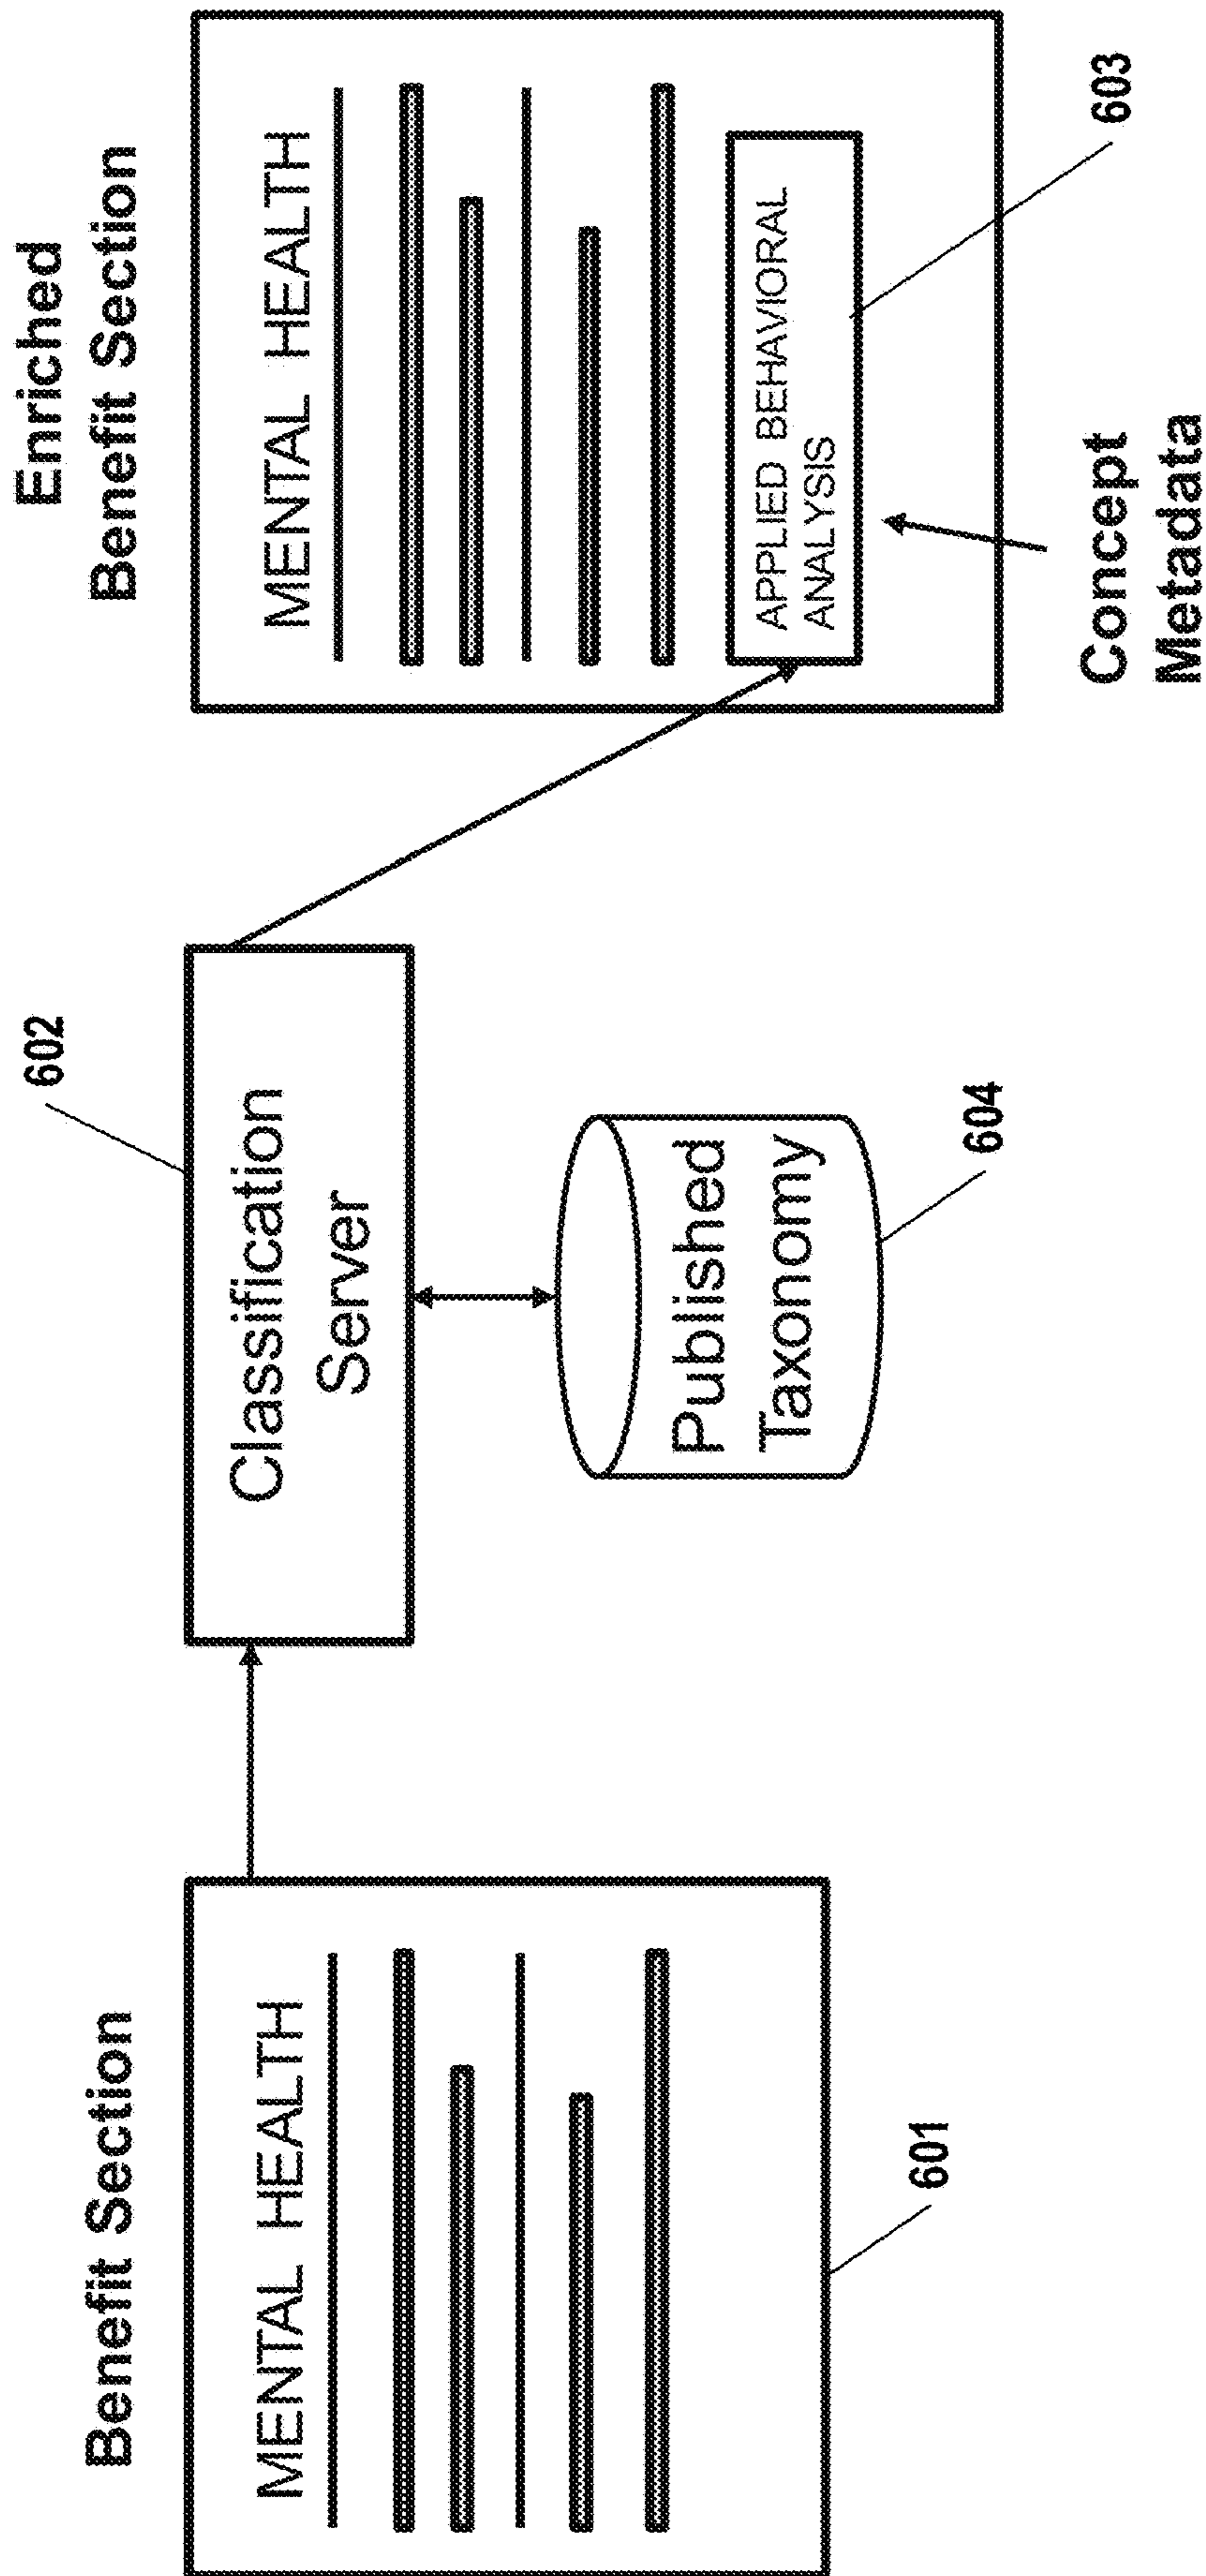 Benefit Section
MENTAL HEALTH
601
602
Classification
Server
Published
Taxonomy
604
Enriched
Benefit Section
MENTAL HEALTH
APPLIED BEHAVIORAL
ANALYSIS
603
Concept
Metadata